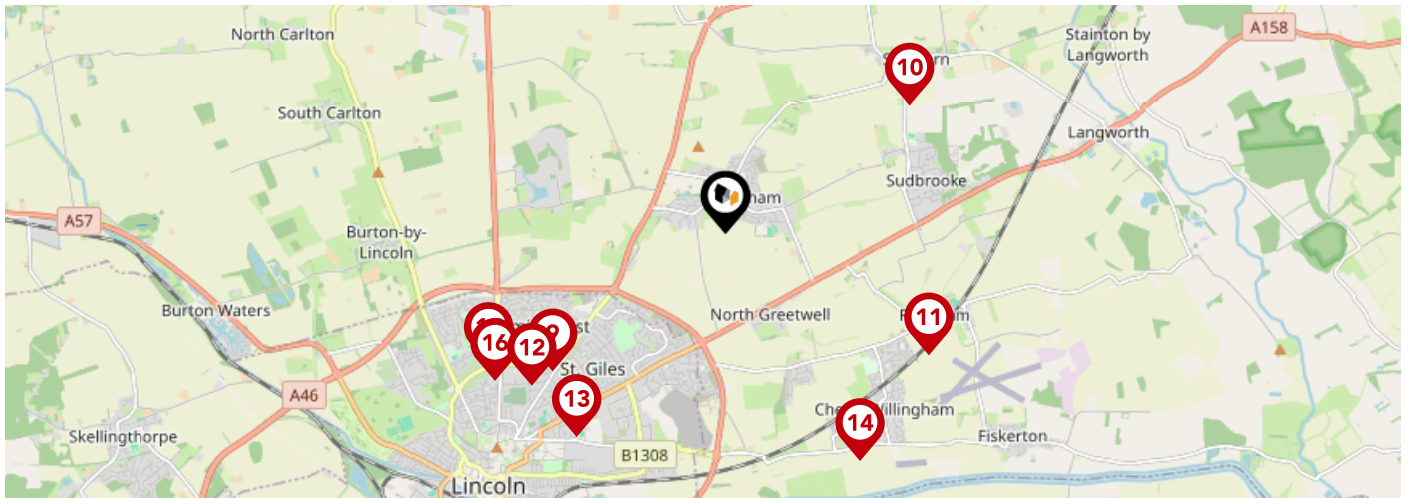 North Carlton
Stainton by
Langworth
A158
10
South Carlton
Langworth
Sudbrooke
A57
Burton-by-
Lincoln
Burton Waters
North Greetwell
11
16
12
9
St. Giles
A46
13
14
Skellingthorpe
Fiskerton
B1308
Lincoln